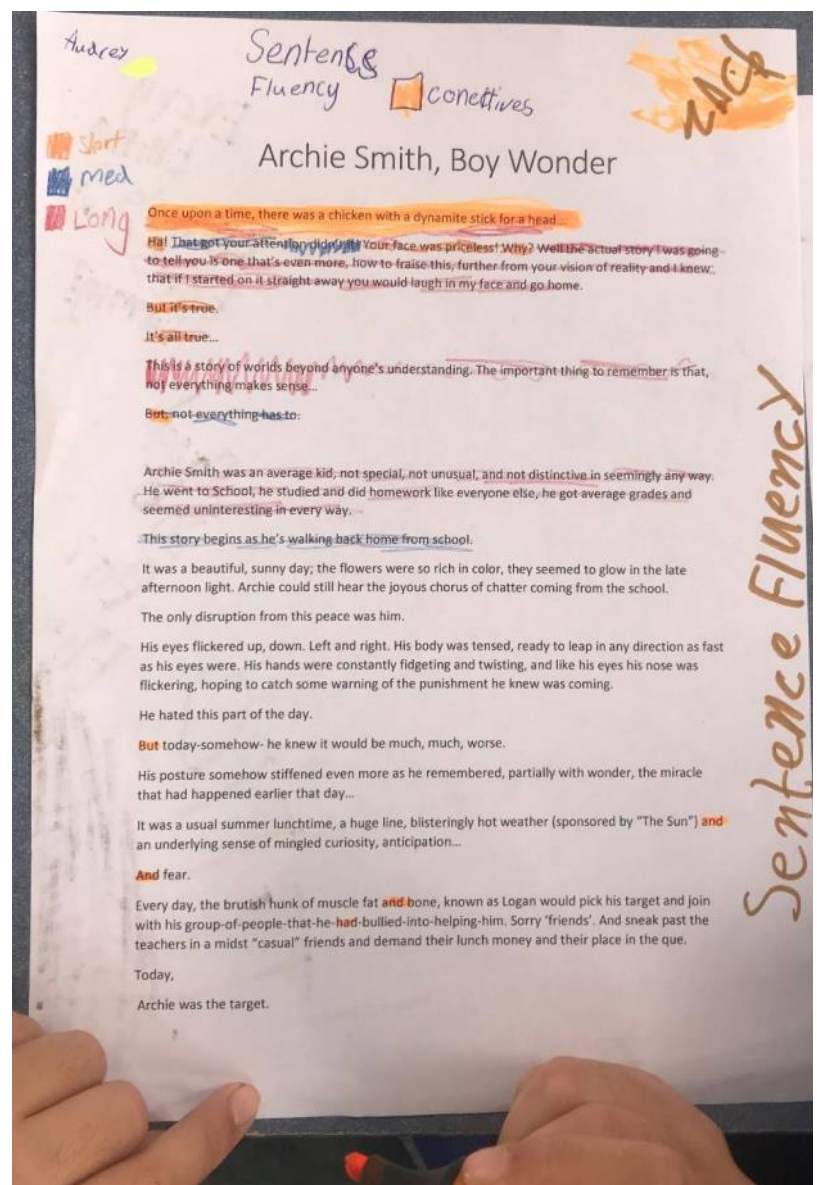 Audrey
Sentence
Fluency
conettives
ZACK
Short
med
Long
Archie Smith, Boy Wonder
Once upon a time, there was a chicken with a dynamite stick for a head...
Ha! That got your attention didn't it! Your face was priceless! Why? Well the actual story I was going
to tell you is one that's even more, how to fraise this, further from your vision of reality and I knew
that if I started on it straight away you would laugh in my face and go home.
But it's true.
It's all true...
This is a story of worlds beyond anyone's understanding. The important thing to remember is that,
not everything makes sense...
But, not everything has to.
Archie Smith was an average kid, not special, not unusual, and not distinctive in seemingly any way.
He went to School, he studied and did homework like everyone else, he got average grades and
seemed uninteresting in every way.
This story begins as he's walking back home from school.
It was a beautiful, sunny day; the flowers were so rich in color, they seemed to glow in the late
afternoon light. Archie could still hear the joyous chorus of chatter coming from the school.
The only disruption from this peace was him.
His eyes flickered up, down. Left and right. His body was tensed, ready to leap in any direction as fast
as his eyes were. His hands were constantly fidgeting and twisting, and like his eyes his nose was
flickering, hoping to catch some warning of the punishment he knew was coming.
He hated this part of the day.
But today-somehow- he knew it would be much, much, worse.
His posture somehow stiffened even more as he remembered, partially with wonder, the miracle
that had happened earlier that day...
It was a usual summer lunchtime, a huge line, blisteringly hot weather (sponsored by "The Sun") and
an underlying sense of mingled curiosity, anticipation...
And fear.
Every day, the brutish hunk of muscle fat and bone, known as Logan would pick his target and join
with his group-of-people-that-he-had-bullied-into-helping-him. Sorry 'friends'. And sneak past the
teachers in a midst "casual" friends and demand their lunch money and their place in the que.
Today,
Archie was the target.
Sentence Fluency